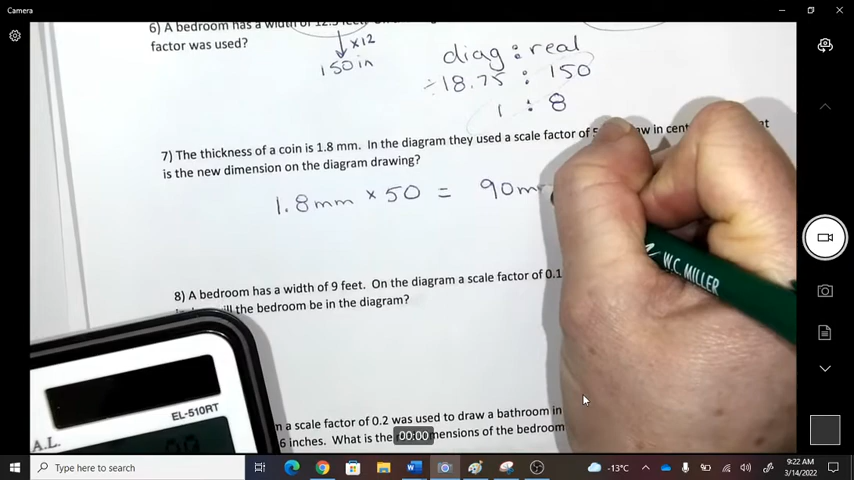 Camera
6) A bedroom has a width of 12.5 feet.
factor was used?
x12
150 in
diag : real
÷18.75 : 150
1 : 8
7) The thickness of a coin is 1.8 mm. In the diagram they used a scale factor of
is the new dimension on the diagram drawing?
1.8mm × 50 = 90m
8) A bedroom has a width of 9 feet. On the diagram a scale factor of 0.1
will the bedroom be in the diagram?
W.C. MILLER
EL-510RT
A.L.
a scale factor of 0.2 was used to draw a bathroom in
6 inches. What is the dimensions of the bedroom
00:00
Type here to search
-13°C
9:22 AM
3/14/2022